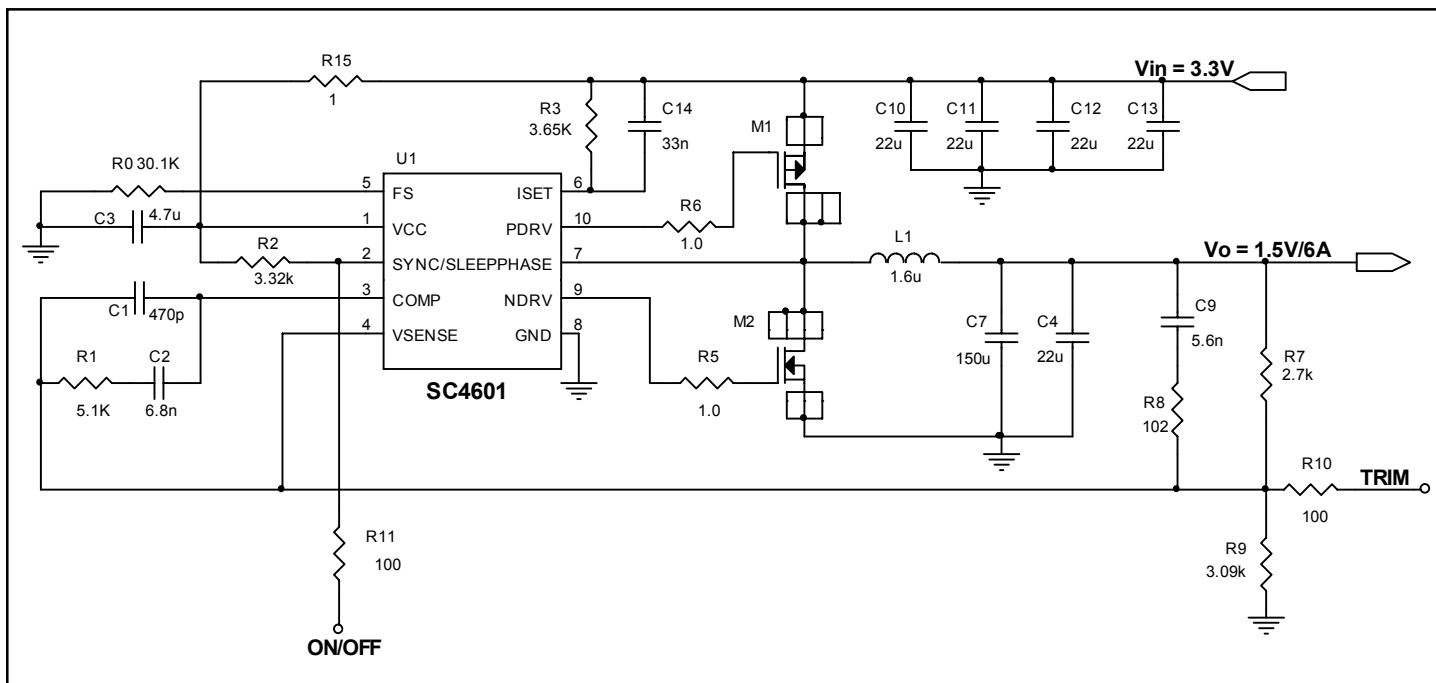 R15
1
Vin = 3.3V
R3
3.65K
C14
33n
M1
C10
22u
C11
22u
C12
22u
C13
22u
R0 30.1K
U1
5
FS
ISET
6
C3
4.7u
1
VCC
PDRV
10
R6
1.0
R2
3.32k
2
SYNC/SLEEPPHASE
7
L1
1.6u
Vo = 1.5V/6A
C1
470p
3
COMP
NDRV
9
M2
C7
150u
C4
22u
C9
5.6n
4
VSENSE
GND
8
R1
5.1K
C2
6.8n
SC4601
R5
1.0
R7
2.7k
R8
102
R10
100
TRIM
R11
100
R9
3.09k
ON/OFF